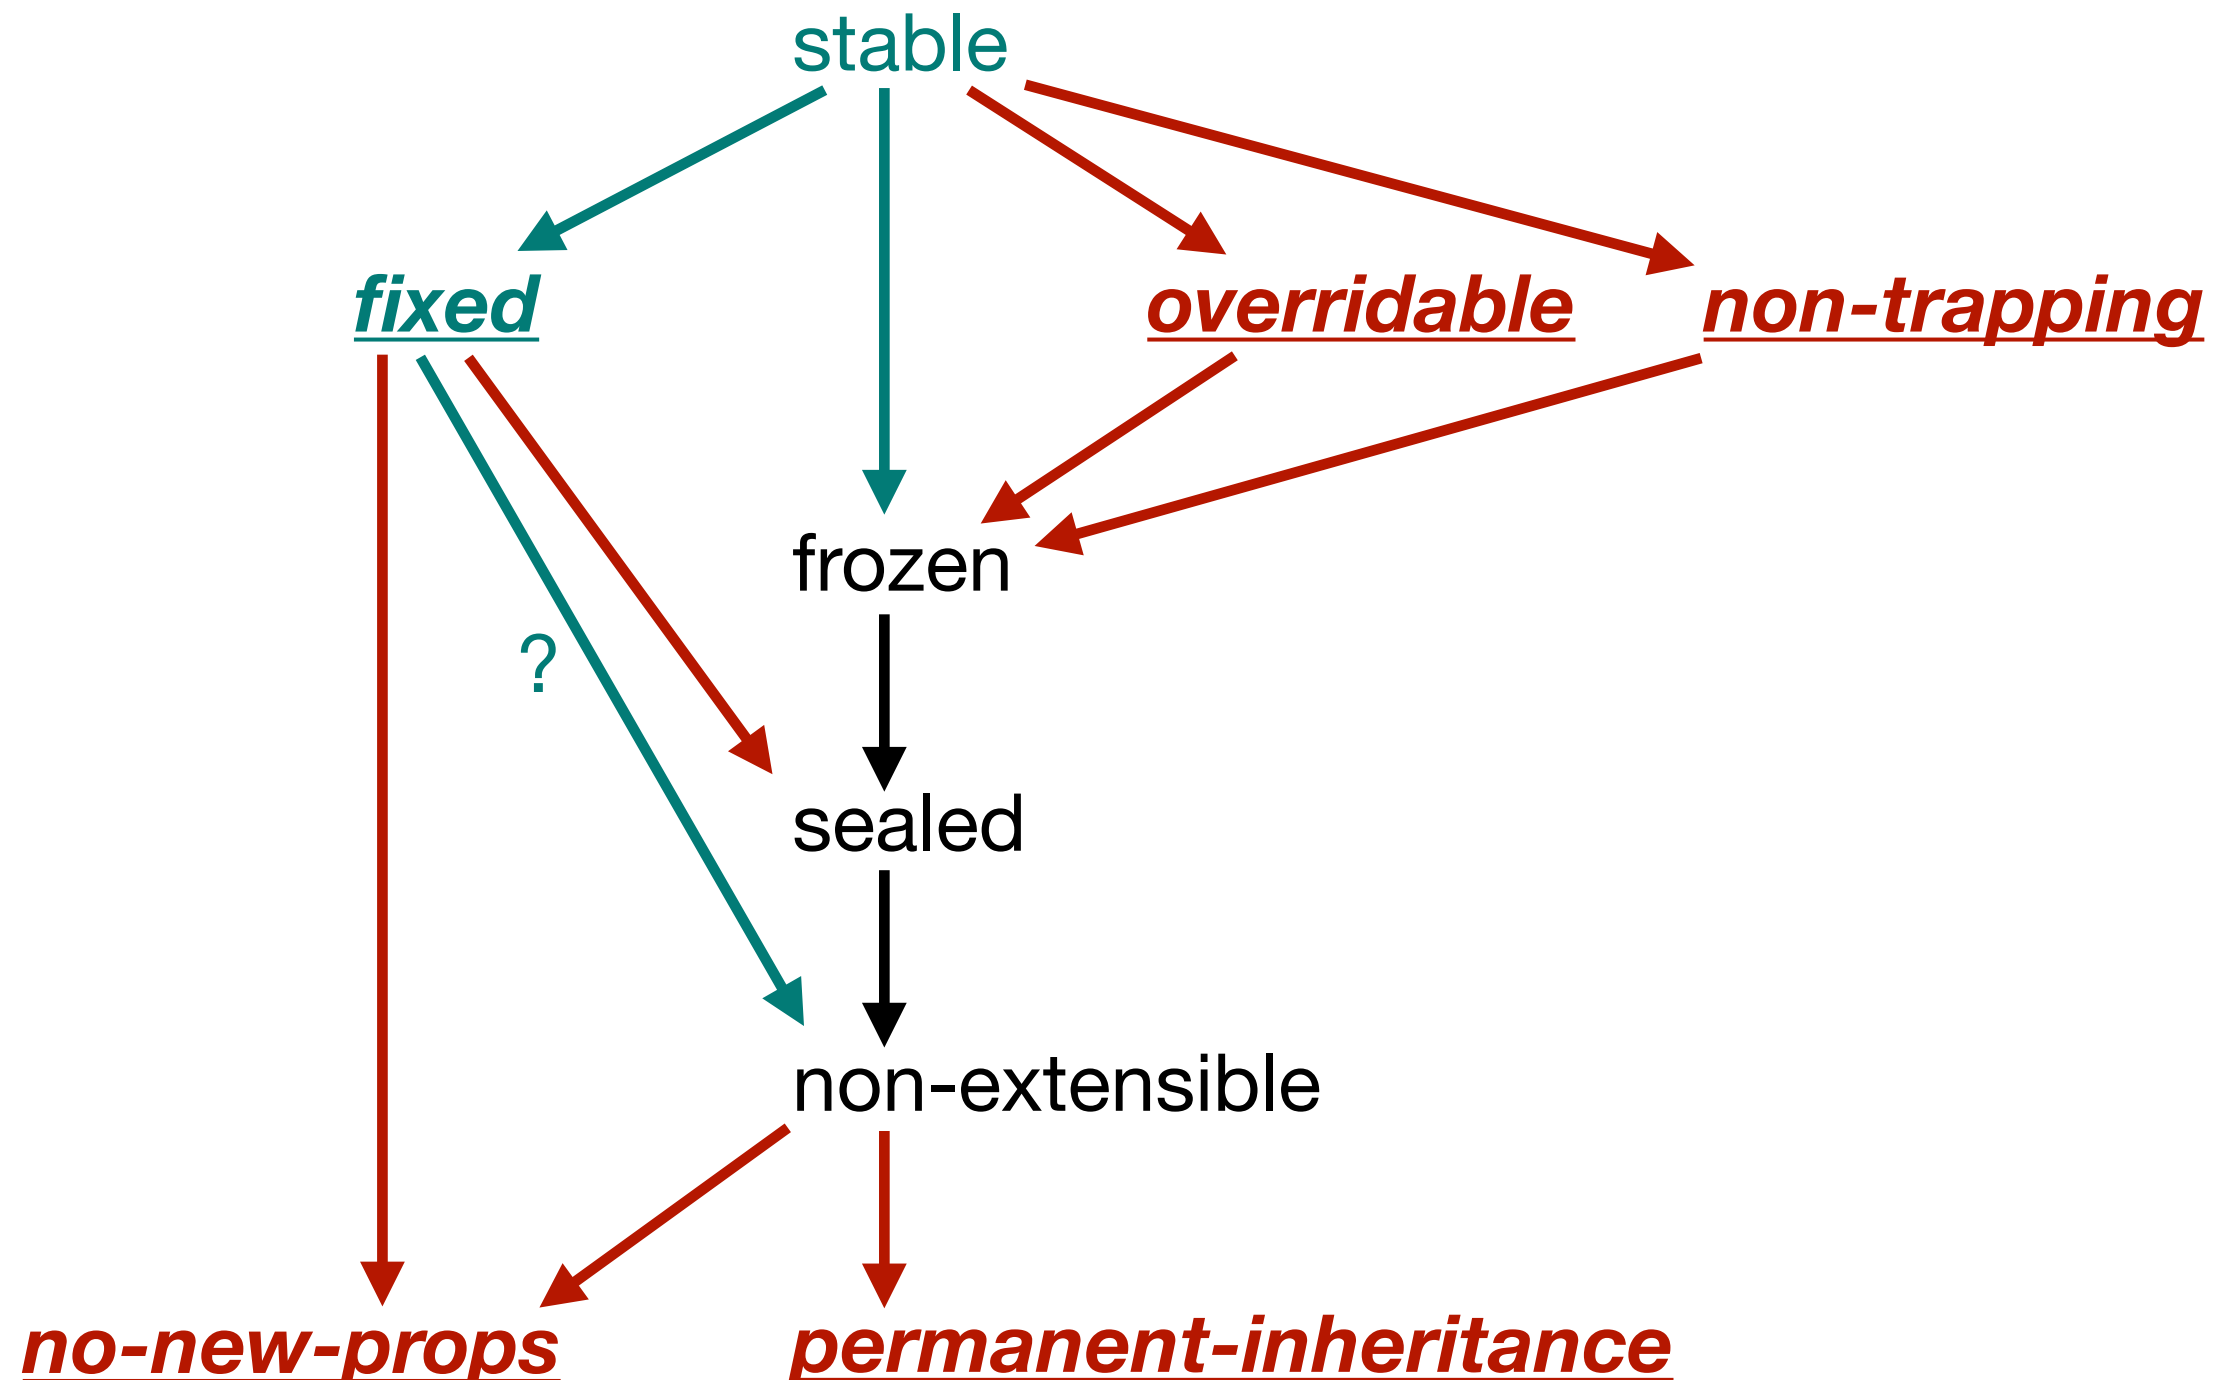 stable
fixed
overridable
non-trapping
frozen
?
sealed
non-extensible
no-new-props
permanent-inheritance